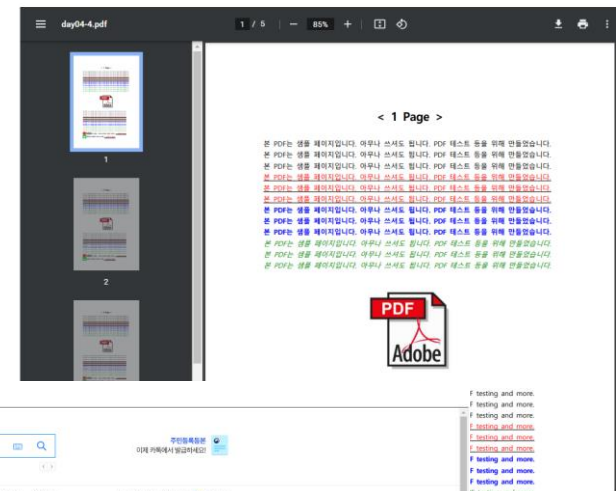 day04-4.pdf
1 / 5
85%
1
2
< 1 Page >
본 PDF는 샘플 페이지입니다. 아무나 쓰셔도 됩니다. PDF 테스트 등을 위해 만들었습니다.
본 PDF는 샘플 페이지입니다. 아무나 쓰셔도 됩니다. PDF 테스트 등을 위해 만들었습니다.
본 PDF는 샘플 페이지입니다. 아무나 쓰셔도 됩니다. PDF 테스트 등을 위해 만들었습니다.
본 PDF는 샘플 페이지입니다. 아무나 쓰셔도 됩니다. PDF 테스트 등을 위해 만들었습니다.
본 PDF는 샘플 페이지입니다. 아무나 쓰셔도 됩니다. PDF 테스트 등을 위해 만들었습니다.
본 PDF는 샘플 페이지입니다. 아무나 쓰셔도 됩니다. PDF 테스트 등을 위해 만들었습니다.
본 PDF는 샘플 페이지입니다. 아무나 쓰셔도 됩니다. PDF 테스트 등을 위해 만들었습니다.
본 PDF는 샘플 페이지입니다. 아무나 쓰셔도 됩니다. PDF 테스트 등을 위해 만들었습니다.
본 PDF는 샘플 페이지입니다. 아무나 쓰셔도 됩니다. PDF 테스트 등을 위해 만들었습니다.
본 PDF는 샘플 페이지입니다. 아무나 쓰셔도 됩니다. PDF 테스트 등을 위해 만들었습니다.
본 PDF는 샘플 페이지입니다. 아무나 쓰셔도 됩니다. PDF 테스트 등을 위해 만들었습니다.
본 PDF는 샘플 페이지입니다. 아무나 쓰셔도 됩니다. PDF 테스트 등을 위해 만들었습니다.
PDF
Adobe
주민등록등본
이제 카톡에서 발급하세요!
F testing and more.
F testing and more.
F testing and more.
F testing and more.
F testing and more.
F testing and more.
F testing and more.
F testing and more.
F testing and more.